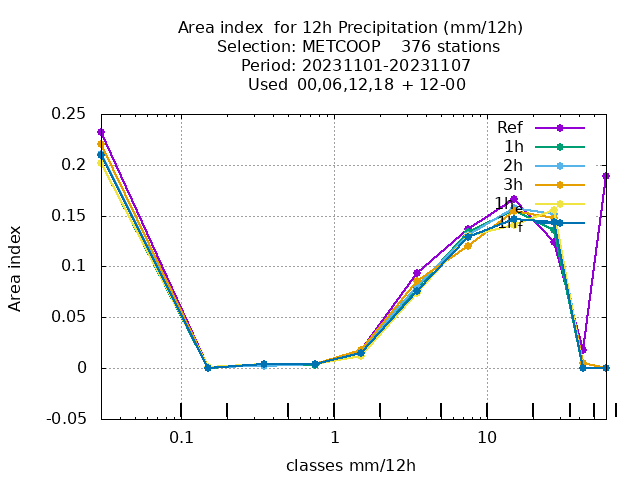 Area index  for 12h Precipitation (mm/12h)
Selection: METCOOP    376 stations
Period: 20231101-20231107
Used  00,06,12,18  + 12-00
0.25
0.2
0.15
0.1
0.05
0
-0.05
Area index
Ref
1h
2h
3h
1he
1hf
0.1
1
10
classes mm/12h